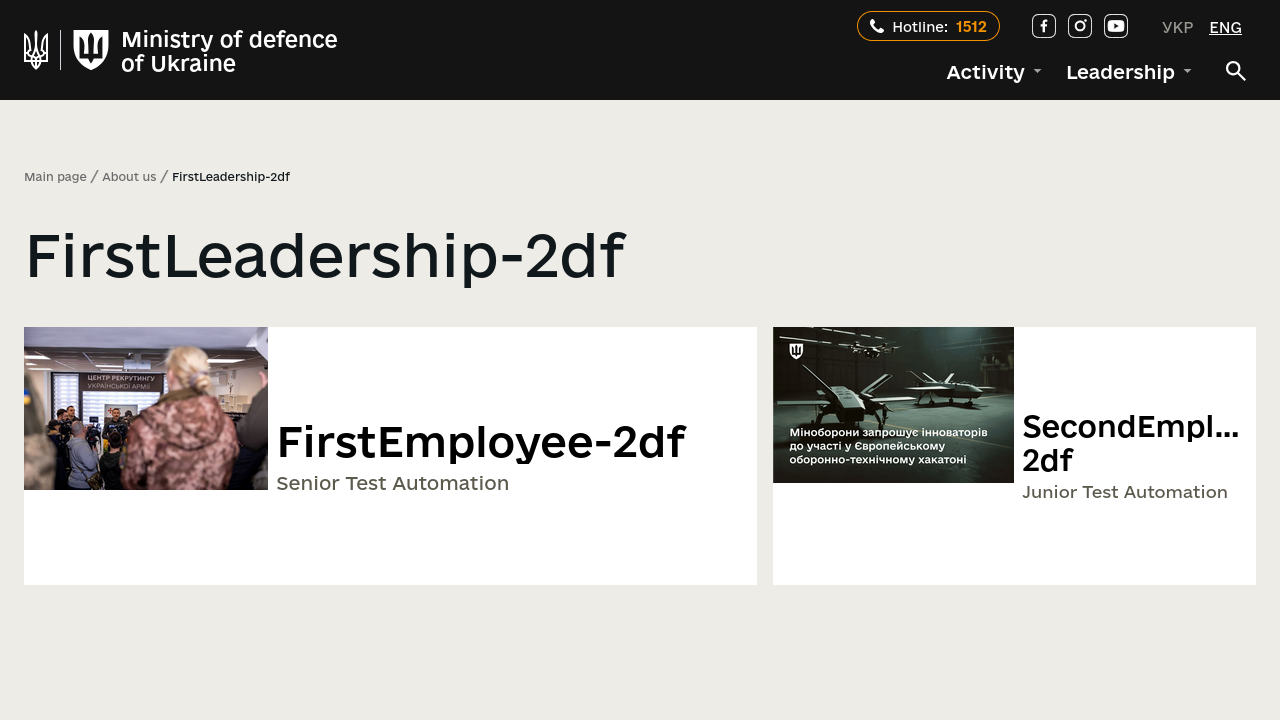 Ministry of defence
of Ukraine
Hotline: 1512
УКР ENG
Activity Leadership
Main page / About us / FirstLeadership-2df
FirstLeadership-2df
ЦЕНТР РЕКРУТИНГУ
УКРАЇНСЬКОЇ АРМІЇ
FirstEmployee-2df
Senior Test Automation
Міноборони запрошує інноваторів
до участі у Європейському
оборонно-технічному хакатоні
SecondEmpl...
2df
Junior Test Automation